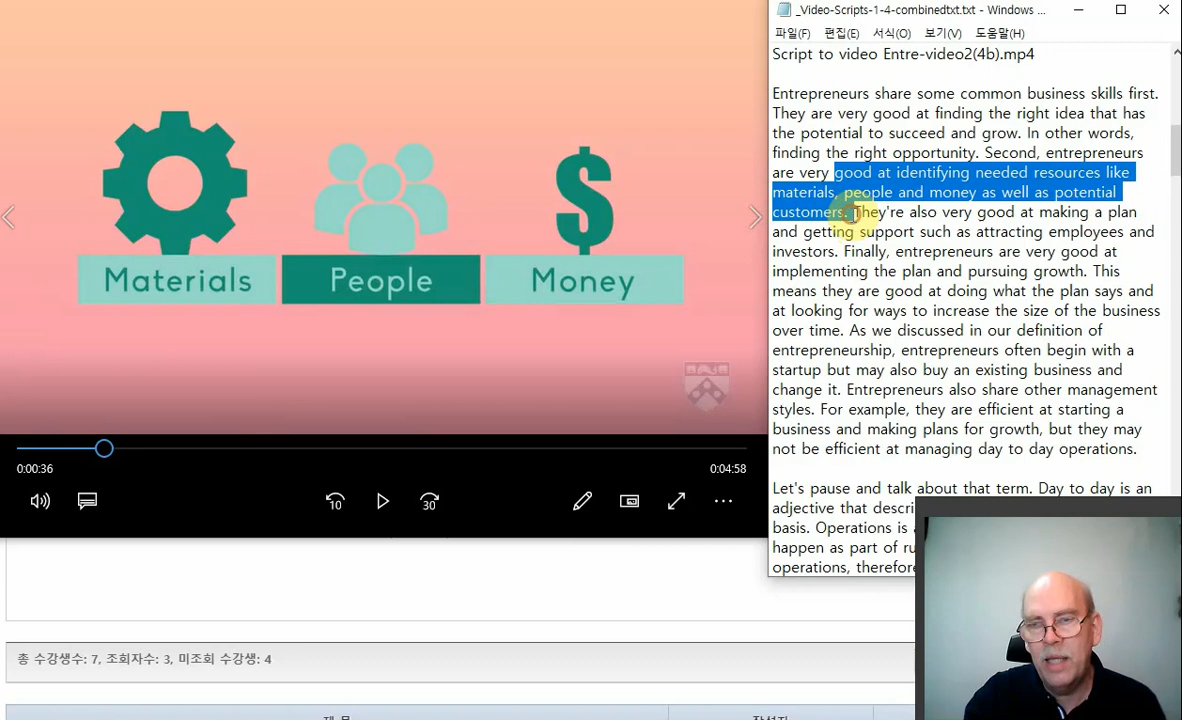 _Video-Scripts-1-4-combinedtxt.txt - Windows ...
파일(F) 편집(E) 서식(O) 보기(V) 도움말(H)
Script to video Entre-video2(4b).mp4
Entrepreneurs share some common business skills first.
They are very good at finding the right idea that has
the potential to succeed and grow. In other words,
finding the right opportunity. Second, entrepreneurs
are very good at identifying needed resources like
materials, people and money as well as potential
customers. They're also very good at making a plan
and getting support such as attracting employees and
investors. Finally, entrepreneurs are very good at
implementing the plan and pursuing growth. This
means they are good at doing what the plan says and
at looking for ways to increase the size of the business
over time. As we discussed in our definition of
entrepreneurship, entrepreneurs often begin with a
startup but may also buy an existing business and
change it. Entrepreneurs also share other management
styles. For example, they are efficient at starting a
business and making plans for growth, but they may
not be efficient at managing day to day operations.
Let's pause and talk about that term. Day to day is an
adjective that descri
basis. Operations is
happen as part of ru
operations, therefore
$
Materials People Money
0:00:36 0:04:58
10 30
총 수강생수: 7, 조회자수: 3, 미조회 수강생: 4